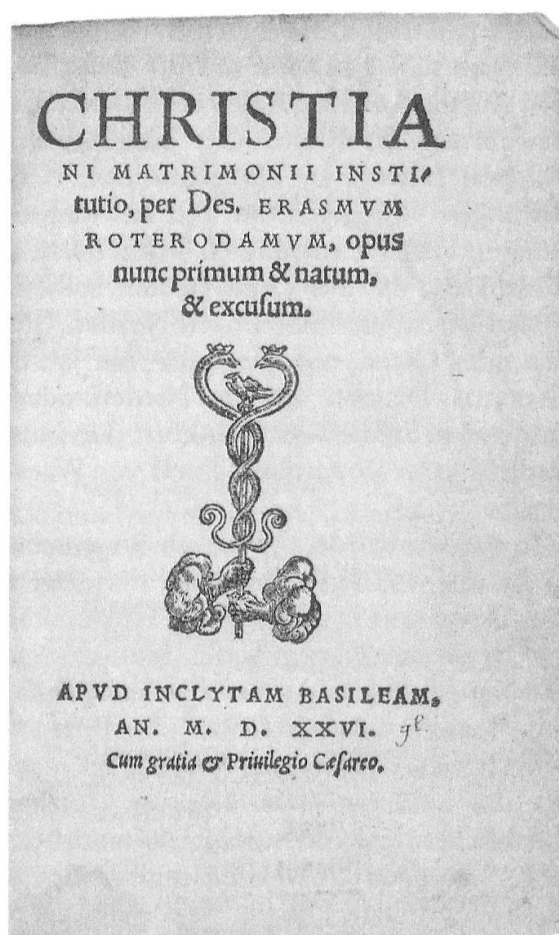 CHRISTIA
NI MATRIMONII INSTI-
tutio, per Des. ERASMVM
ROTERODAMVM, opus
nunc primum & natum,
& excuſum.
APVD INCLYTAM BASILEAM,
AN. M. D. XXVI.
Cum gratia & Priuilegio Cæſareo.